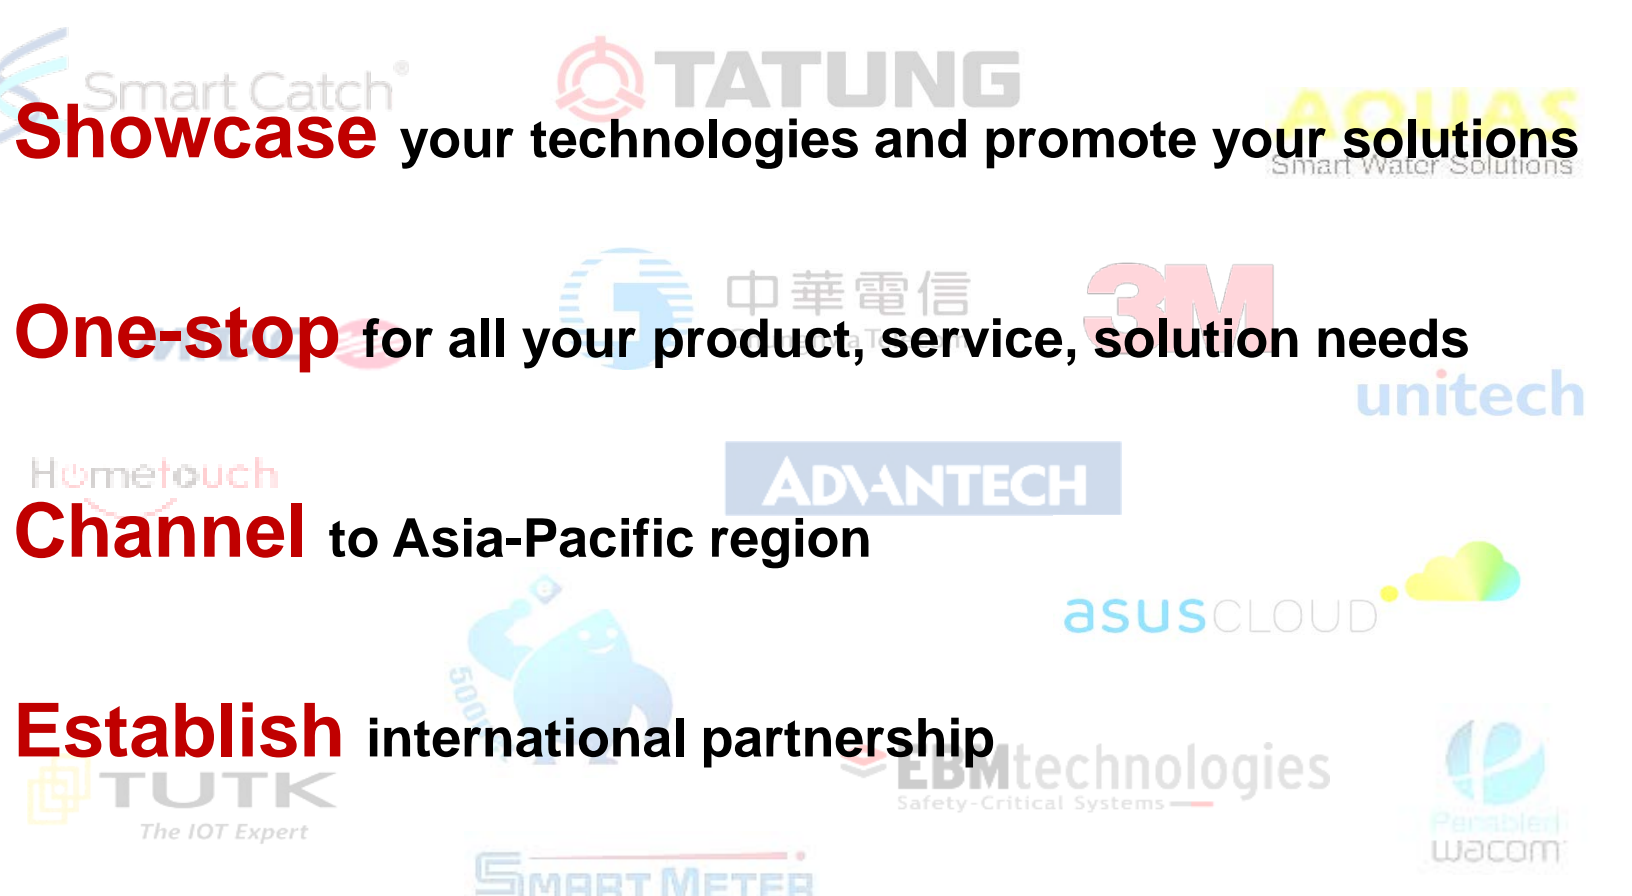 Smart Catch®
TATUNG
AQUAS
Showcase your technologies and promote your solutions
Smart Water Solutions
中華電信
3M
One-stop for all your product, service, solution needs
unitech
Hometouch
ADVANTECH
Channel to Asia-Pacific region
asusCLOUD
Establish international partnership
EBMtechnologies
TUTK
Safety-Critical Systems
The IOT Expert
Penabled
wacom
SMART METER